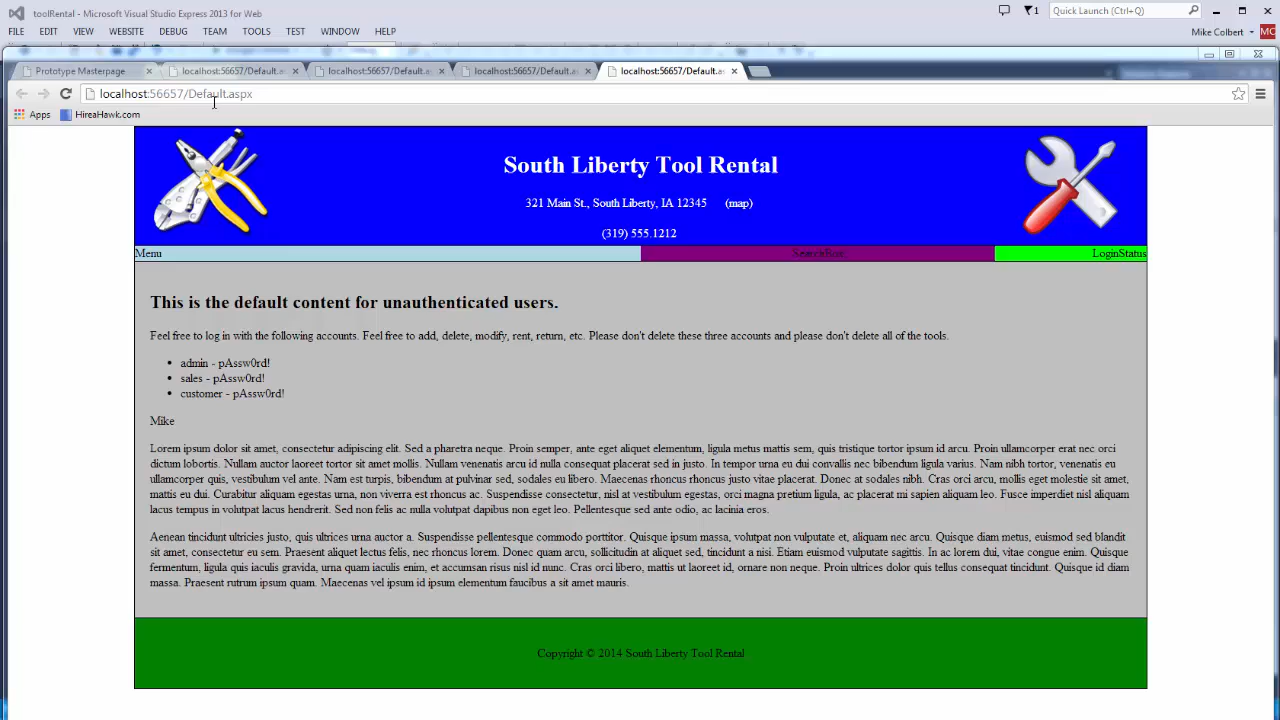 toolRental - Microsoft Visual Studio Express 2013 for Web
1
Quick Launch (Ctrl+Q)
FILE EDIT VIEW WEBSITE DEBUG TEAM TOOLS TEST WINDOW HELP
Mike Colbert MC
Prototype Masterpage localhost:56657/Default.as localhost:56657/Default.as localhost:56657/Default.as localhost:56657/Default.as
localhost:56657/Default.aspx
Apps HireaHawk.com
South Liberty Tool Rental
321 Main St., South Liberty, IA 12345 (map)
(319) 555.1212
Menu SearchBox, LoginStatus
This is the default content for unauthenticated users.
Feel free to log in with the following accounts. Feel free to add, delete, modify, rent, return, etc. Please don't delete these three accounts and please don't delete all of the tools.
• admin - pAssw0rd!
• sales - pAssw0rd!
• customer - pAssw0rd!
Mike
Lorem ipsum dolor sit amet, consectetur adipiscing elit. Sed a pharetra neque. Proin semper, ante eget aliquet elementum, ligula metus mattis sem, quis tristique tortor ipsum id arcu. Proin ullamcorper erat nec orci
dictum lobortis. Nullam auctor laoreet tortor sit amet mollis. Nullam venenatis arcu id nulla consequat placerat sed in justo. In tempor urna eu dui convallis nec bibendum ligula varius. Nam nibh tortor, venenatis eu
ullamcorper quis, vestibulum vel ante. Nam est turpis, bibendum at pulvinar sed, sodales eu libero. Maecenas rhoncus rhoncus justo vitae placerat. Donec at sodales nibh. Cras orci arcu, mollis eget molestie sit amet,
mattis eu dui. Curabitur aliquam egestas urna, non viverra est rhoncus ac. Suspendisse consectetur, nisl at vestibulum egestas, orci magna pretium ligula, ac placerat mi sapien aliquam leo. Fusce imperdiet nisl aliquam
lacus tempus in volutpat lacus hendrerit. Sed non felis ac nulla volutpat dapibus non eget leo. Pellentesque sed ante odio, ac lacinia eros.
Aenean tincidunt ultricies justo, quis ultrices urna auctor a. Suspendisse pellentesque commodo porttitor. Quisque ipsum massa, volutpat non vulputate et, aliquam nec arcu. Quisque diam metus, euismod sed blandit
sit amet, consectetur eu sem. Praesent aliquet lectus felis, nec rhoncus lorem. Donec quam arcu, sollicitudin at aliquet sed, tincidunt a nisi. Etiam euismod vulputate sagittis. In ac lorem dui, vitae congue enim. Quisque
fermentum, ligula quis iaculis gravida, urna quam iaculis enim, et accumsan risus nisl id nunc. Cras orci libero, mattis ut laoreet id, ornare non neque. Proin ultrices dolor quis tellus consequat tincidunt. Quisque id diam
massa. Praesent rutrum ipsum quam. Maecenas vel ipsum id ipsum elementum faucibus a sit amet mauris.
Copyright © 2014 South Liberty Tool Rental